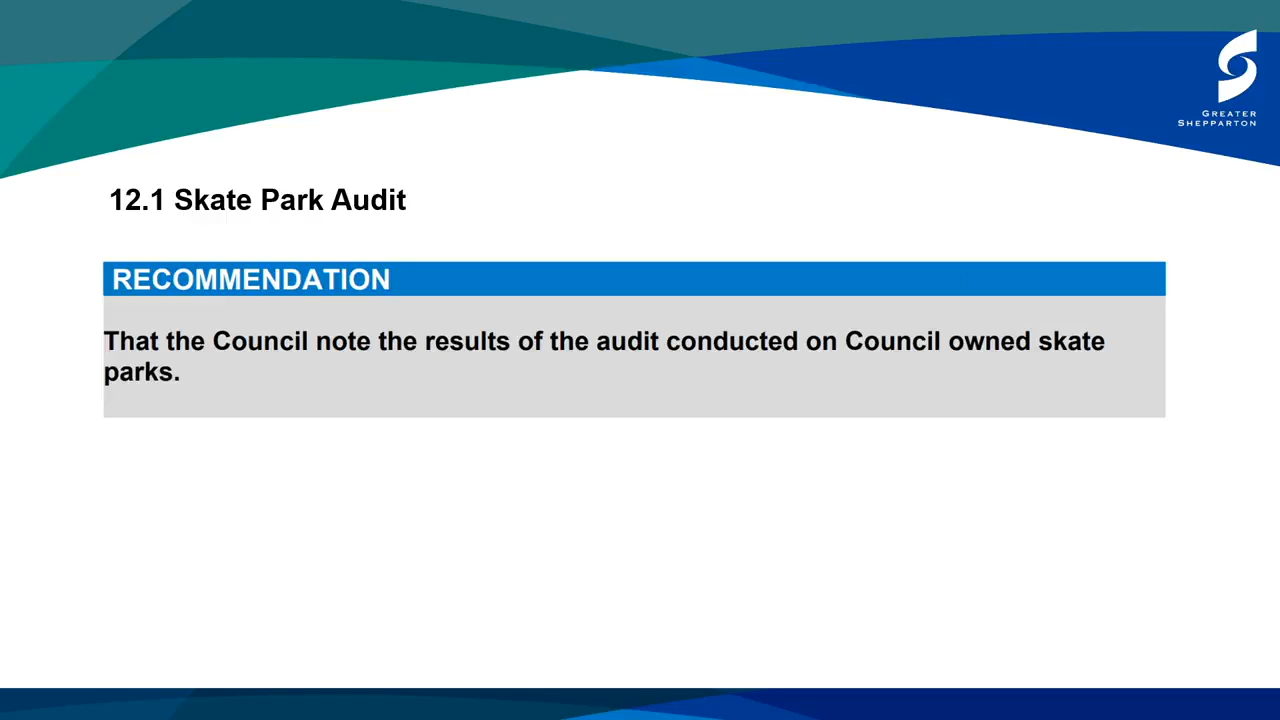 GREATER
SHEPPARTON
12.1 Skate Park Audit
RECOMMENDATION
That the Council note the results of the audit conducted on Council owned skate
parks.